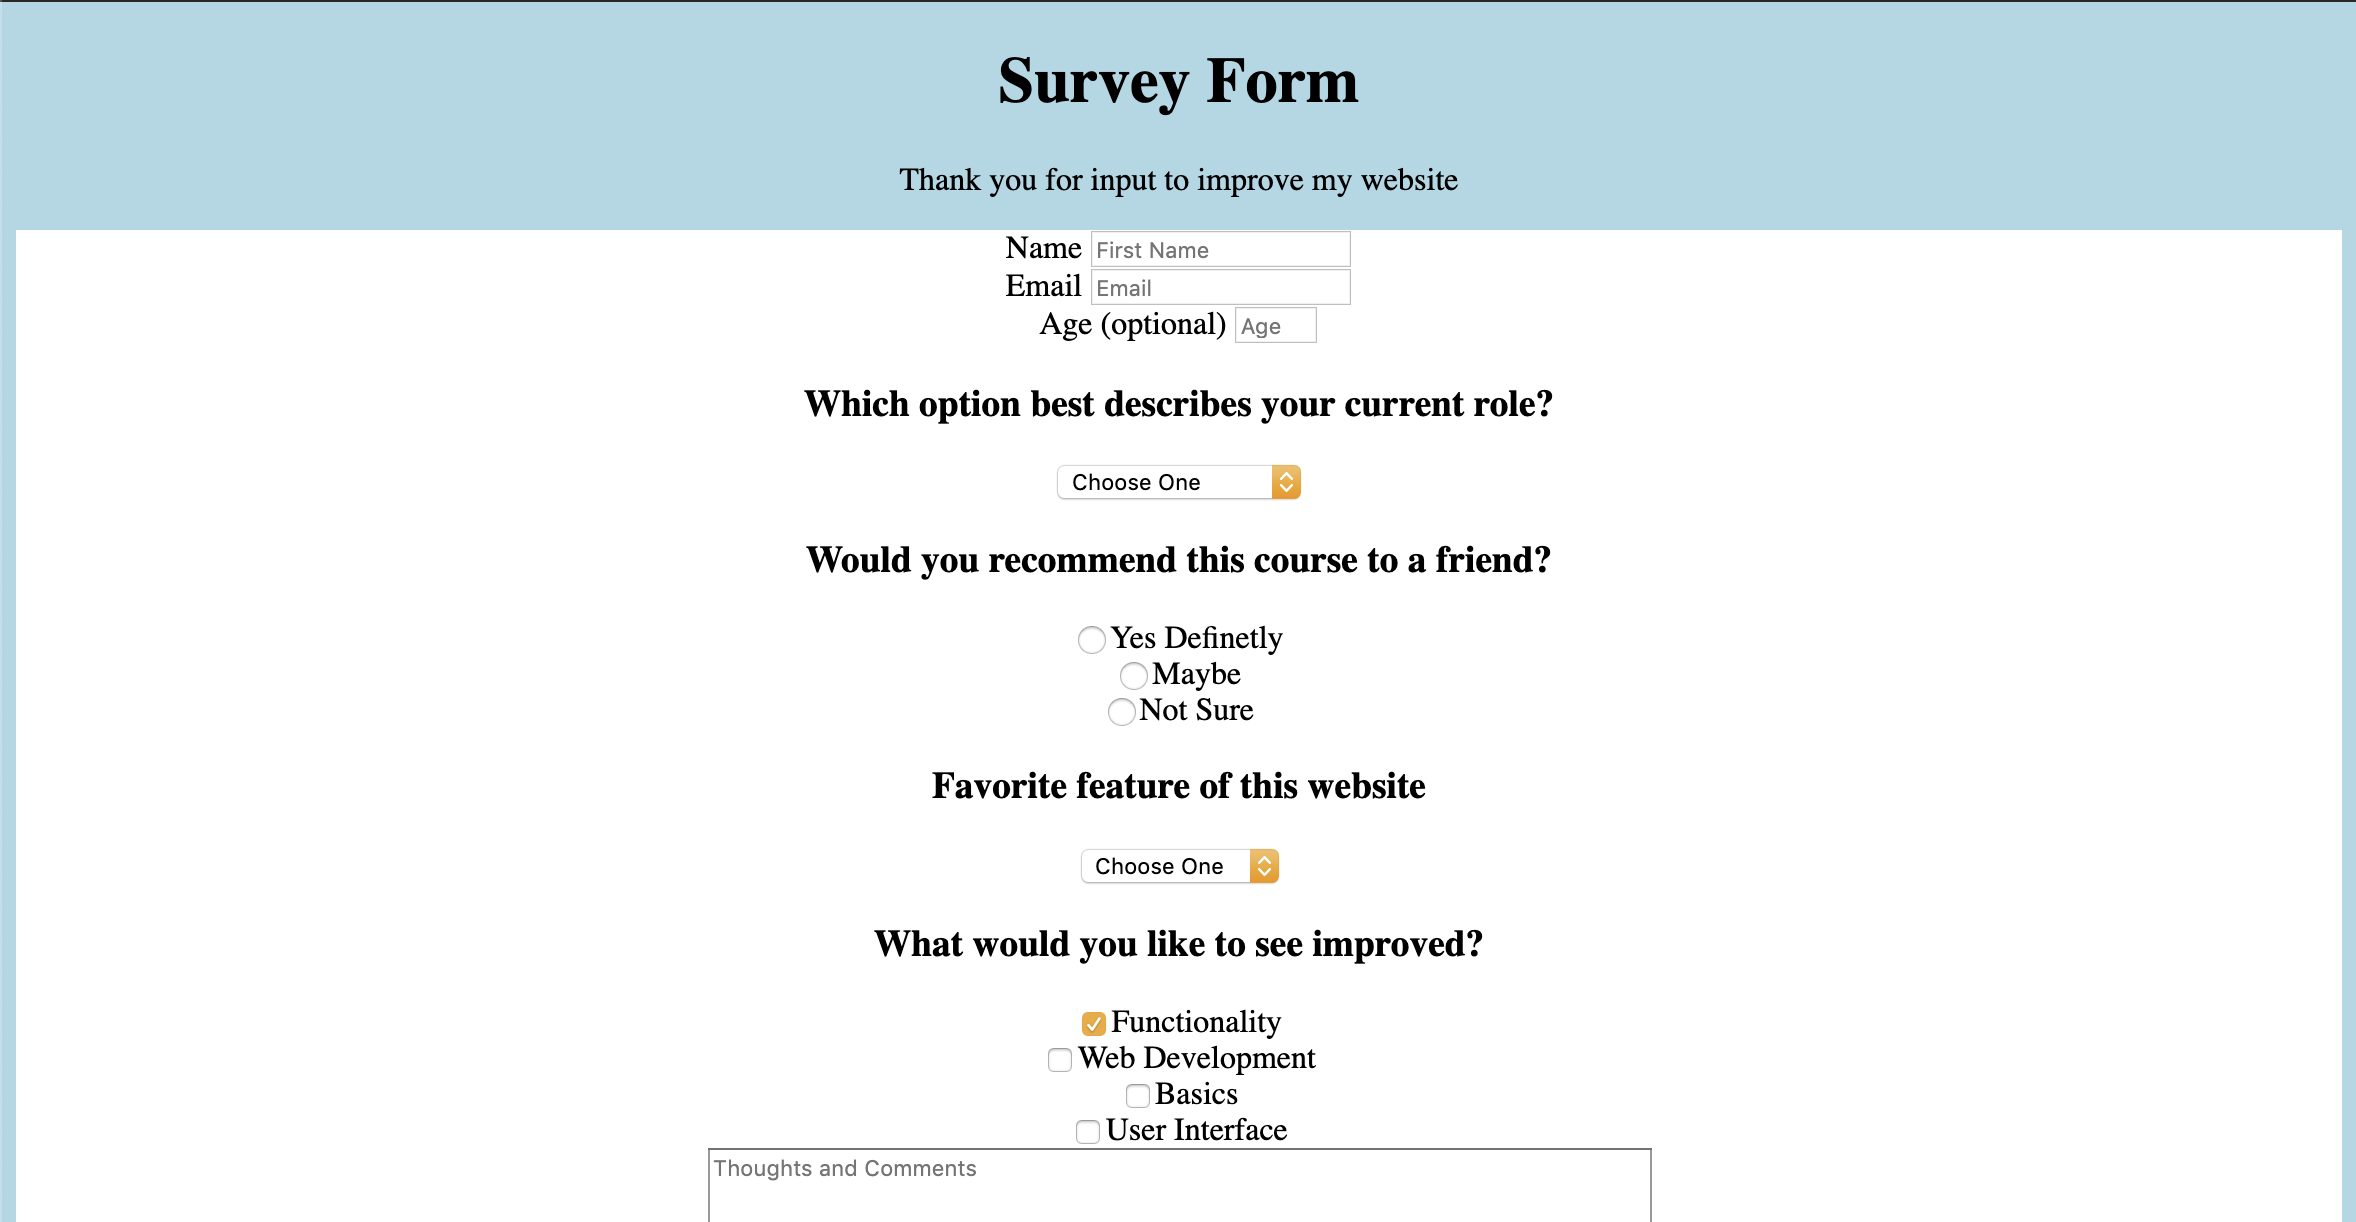 Survey Form
Thank you for input to improve my website
Name First Name
Email Email
Age (optional) Age
Which option best describes your current role?
Choose One
Would you recommend this course to a friend?
Yes Definetly
Maybe
Not Sure
Favorite feature of this website
Choose One
What would you like to see improved?
Functionality
Web Development
Basics
User Interface
Thoughts and Comments